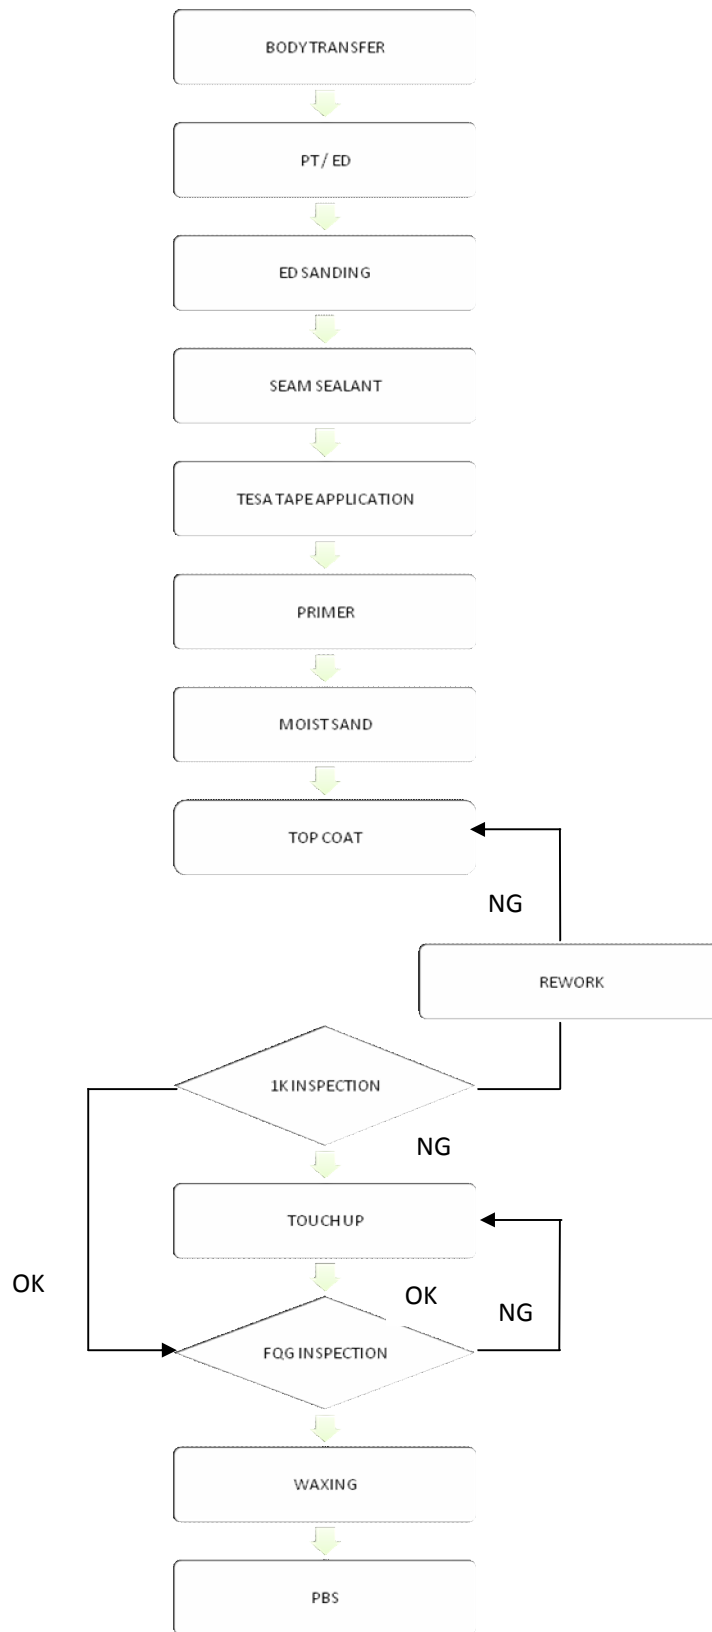 BODY TRANSFER
PT / ED
ED SANDING
SEAM SEALANT
TESA TAPE APPLICATION
PRIMER
MOIST SAND
TOP COAT
NG
REWORK
1K INSPECTION
NG
TOUCH UP
OK
OK
NG
FQG INSPECTION
WAXING
PBS